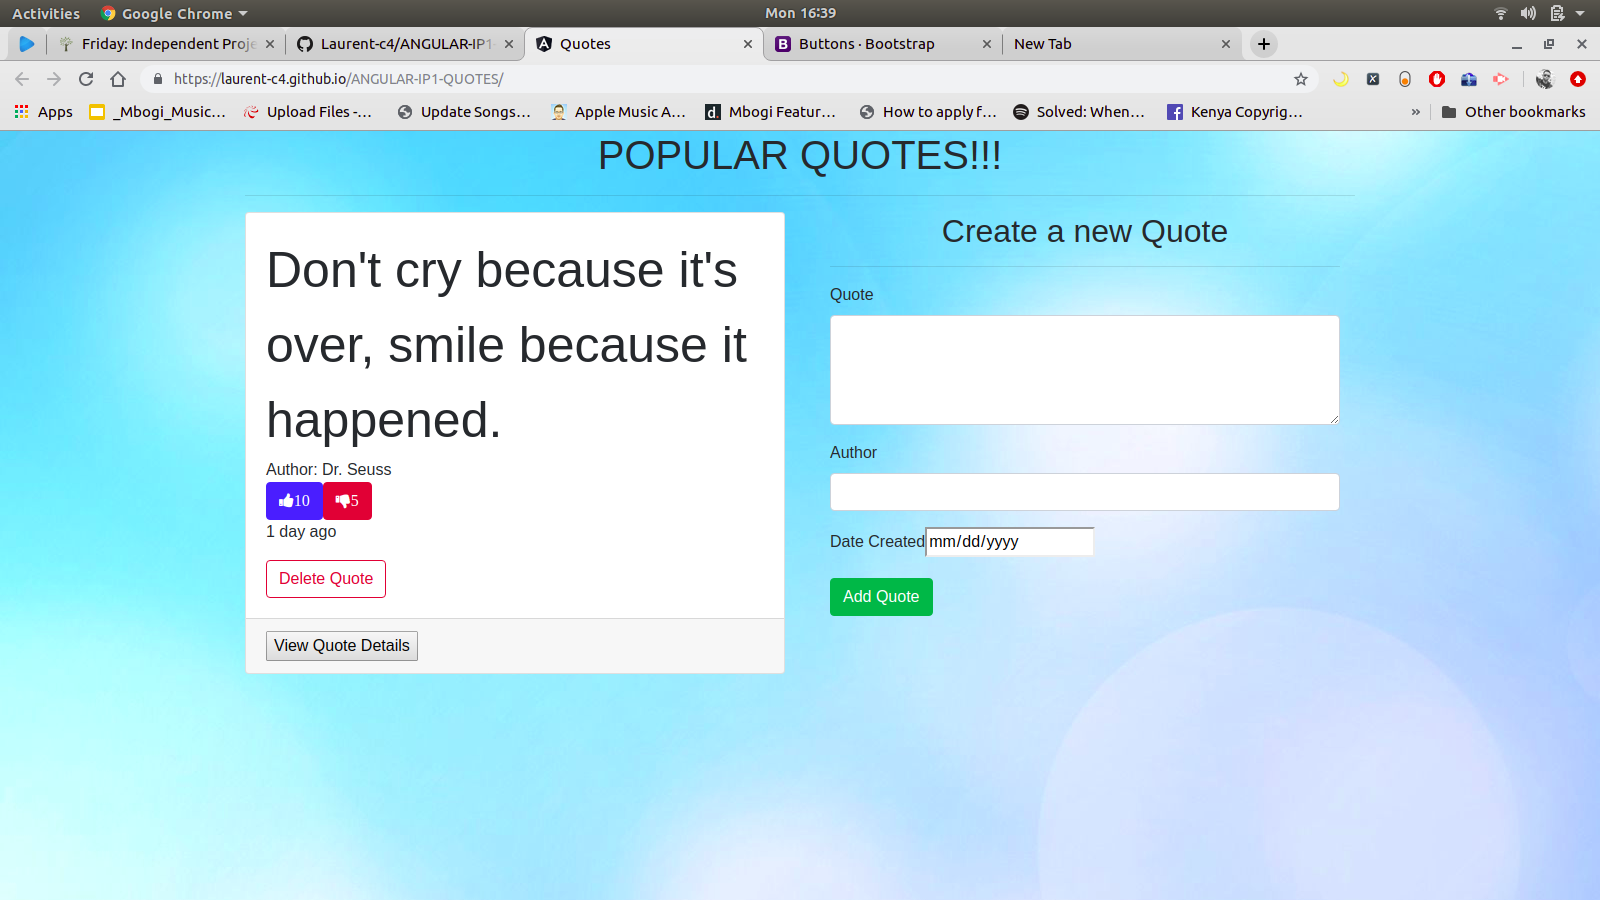 Activities
Google Chrome
Mon 16:39
Friday: Independent Proje
Laurent-c4/ANGULAR-IP1-
Quotes
Buttons · Bootstrap
New Tab
https://laurent-c4.github.io/ANGULAR-IP1-QUOTES/
Apps
_Mbogi_Music...
Upload Files -...
Update Songs...
Apple Music A...
Mbogi Featur...
How to apply f...
Solved: When...
Kenya Copyrig...
»
Other bookmarks
POPULAR QUOTES!!!
Don't cry because it's
over, smile because it
happened.
Author: Dr. Seuss
10
5
1 day ago
Delete Quote
View Quote Details
Create a new Quote
Quote
Author
Date Created mm/dd/yyyy
Add Quote